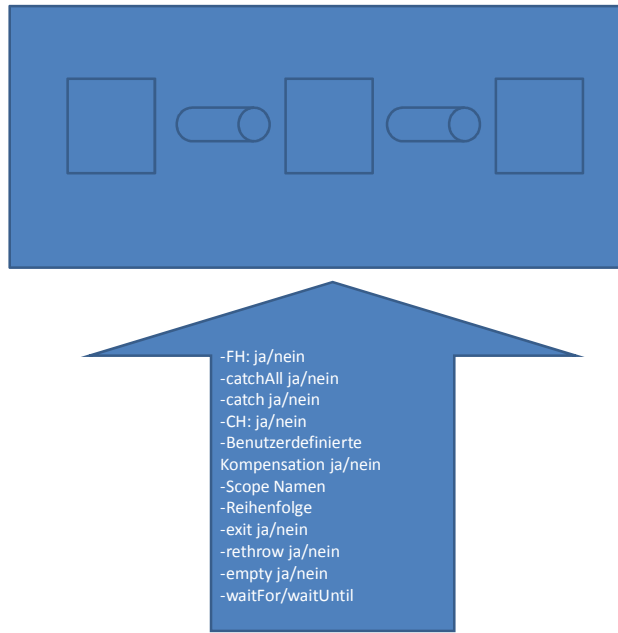 -FH: ja/nein
-catchAll ja/nein
-catch ja/nein
-CH: ja/nein
-Benutzerdefinierte
Kompensation ja/nein
-Scope Namen
-Reihenfolge
-exit ja/nein
-rethrow ja/nein
-empty ja/nein
-waitFor/waitUntil